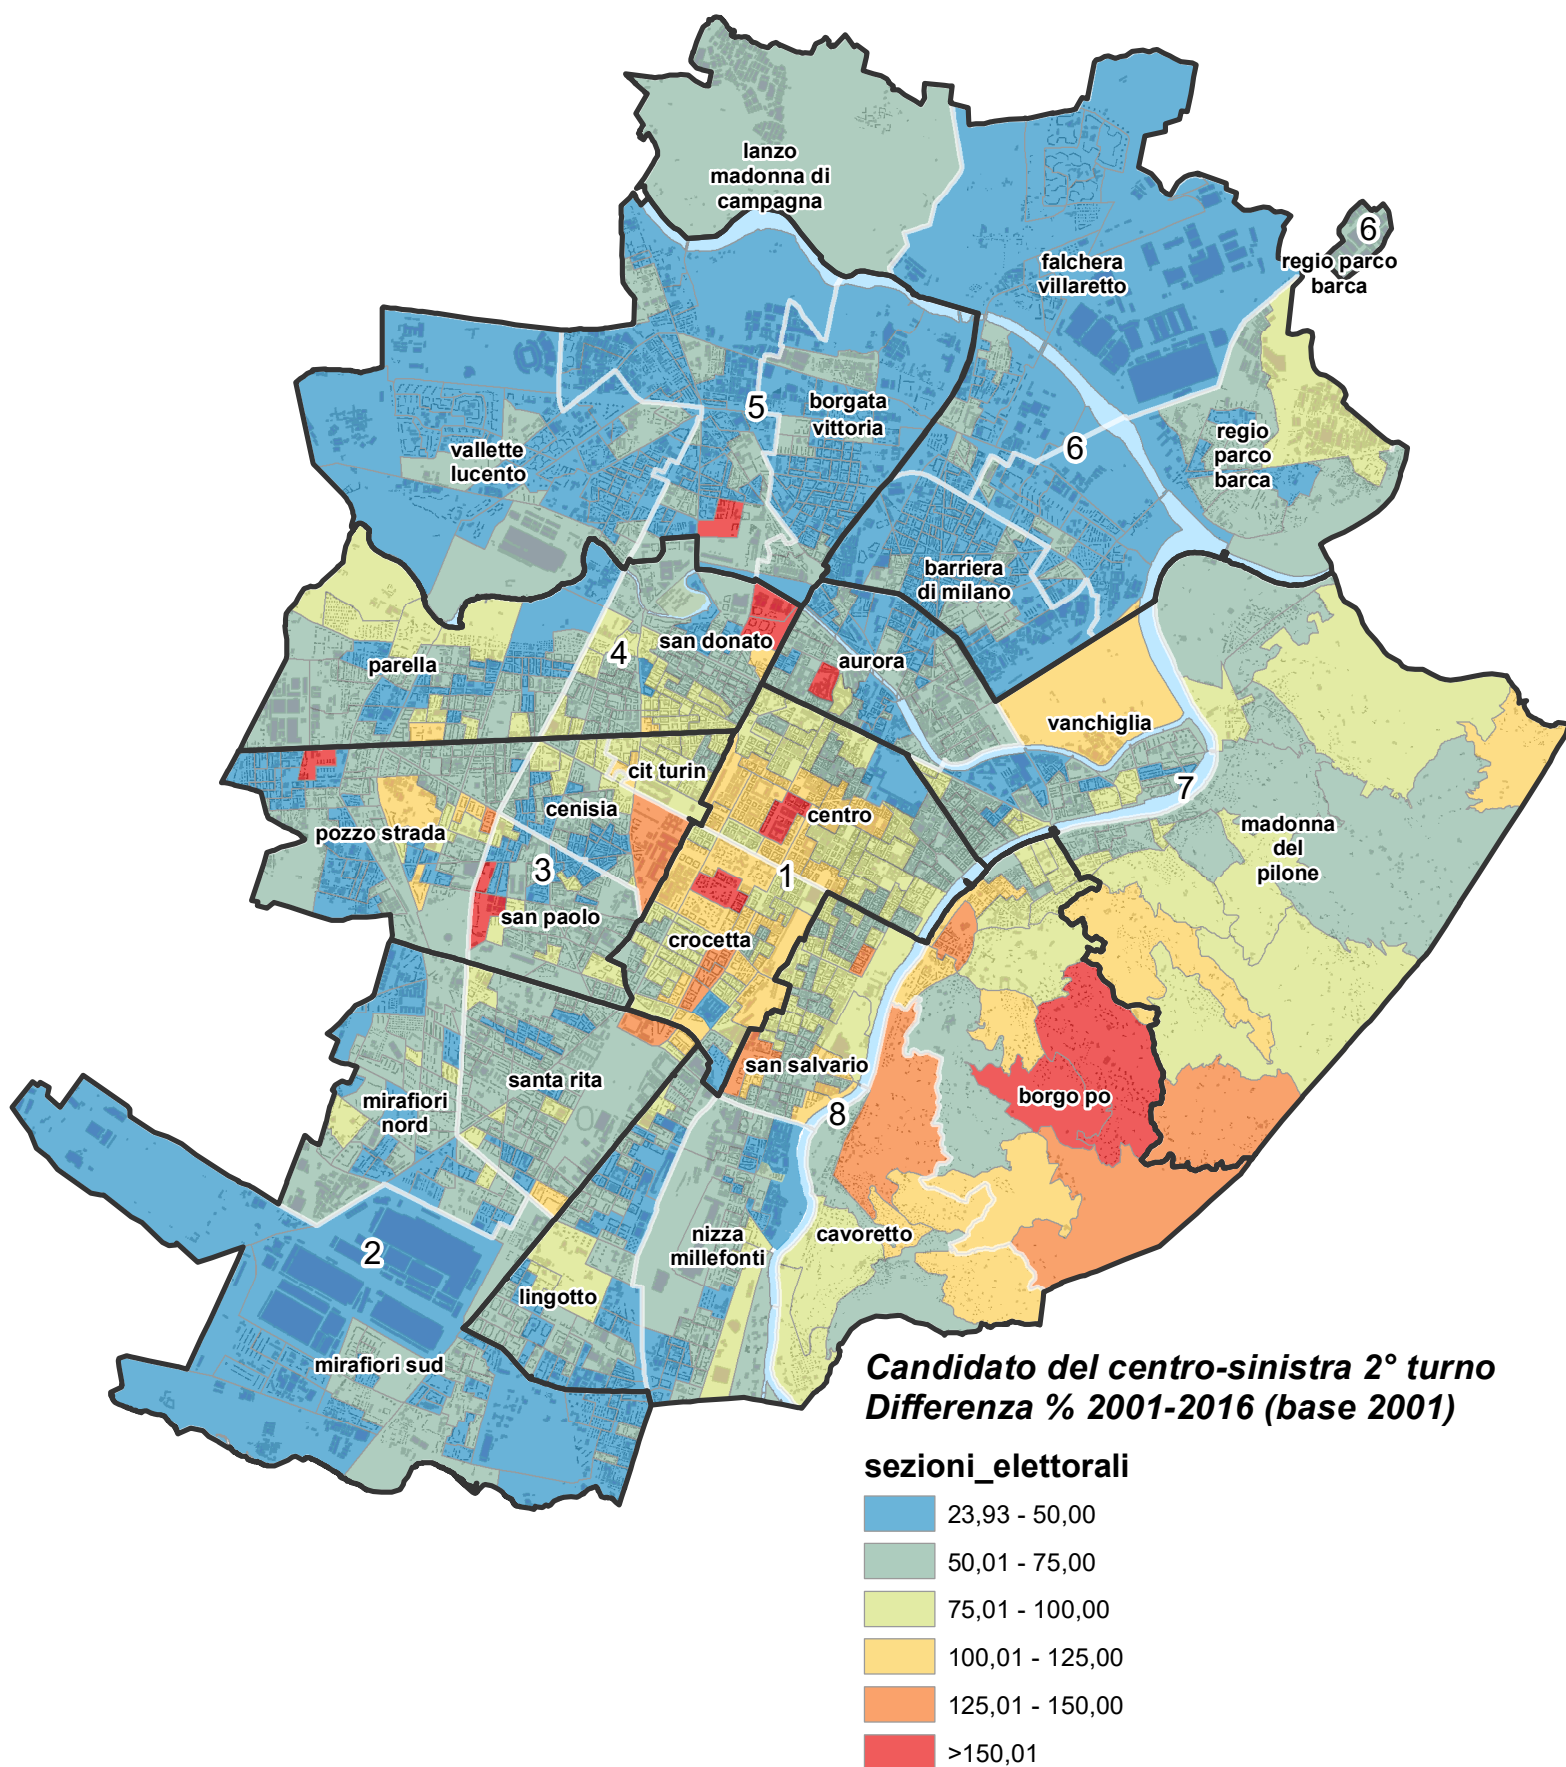 lanzo
madonna di
campagna
6
regio parco
barca
falchera
villaretto
5
borgata
vittoria
vallette
lucento
6
regio
parco
barca
barriera
di milano
san donato
4
parella
aurora
vanchiglia
cit turin
7
cenisia
centro
pozzo strada
madonna
del
pilone
3
1
san paolo
crocetta
san salvario
santa rita
borgo po
mirafiori
nord
8
2
nizza
millefonti
cavoretto
lingotto
mirafiori sud
Candidato del centro-sinistra 2° turno
Differenza % 2001-2016 (base 2001)
sezioni_elettorali
23,93 - 50,00
50,01 - 75,00
75,01 - 100,00
100,01 - 125,00
125,01 - 150,00
>150,01